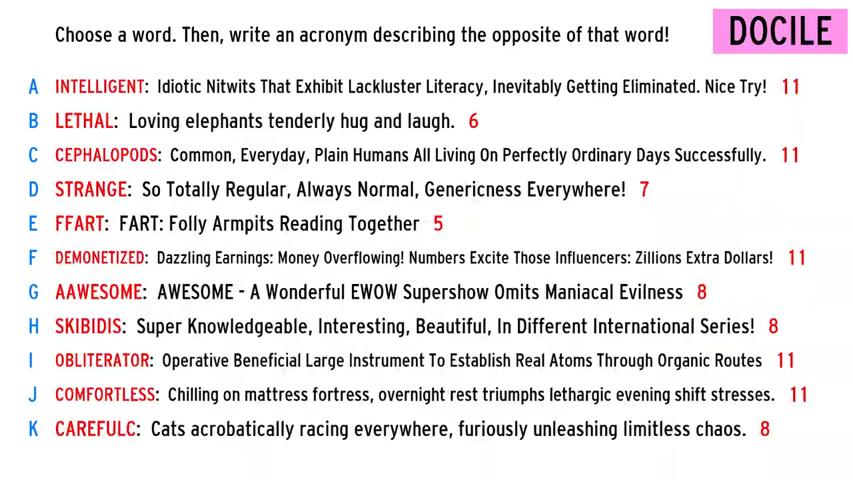 Choose a word. Then, write an acronym describing the opposite of that word!
DOCILE
A INTELLIGENT: Idiotic Nitwits That Exhibit Lackluster Literacy, Inevitably Getting Eliminated. Nice Try! 11
B LETHAL: Loving elephants tenderly hug and laugh. 6
C CEPHALOPODS: Common, Everyday, Plain Humans All Living On Perfectly Ordinary Days Successfully. 11
D STRANGE: So Totally Regular, Always Normal, Genericness Everywhere! 7
E FFART: FART: Folly Armpits Reading Together 5
F DEMONETIZED: Dazzling Earnings: Money Overflowing! Numbers Excite Those Influencers: Zillions Extra Dollars! 11
G AAWESOME: AWESOME - A Wonderful EWOW Supershow Omits Maniacal Evilness 8
H SKIBIDIS: Super Knowledgeable, Interesting, Beautiful, In Different International Series! 8
I OBLITERATOR: Operative Beneficial Large Instrument To Establish Real Atoms Through Organic Routes 11
J COMFORTLESS: Chilling on mattress fortress, overnight rest triumphs lethargic evening shift stresses. 11
K CAREFULC: Cats acrobatically racing everywhere, furiously unleashing limitless chaos. 8